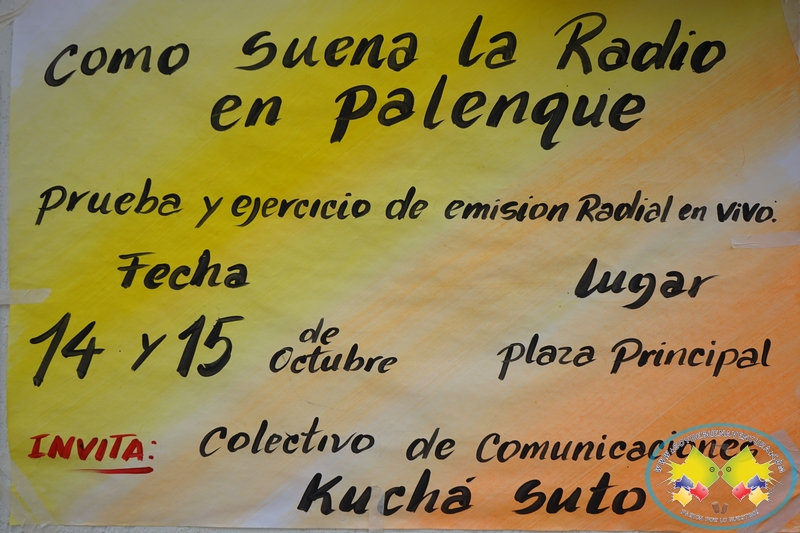 Como suena la Radio
en Palenque
Prueba y ejercicio de emision Radial en vivo.
Fecha
Lugar
14 y 15 de Octubre
Plaza Principal
INVITA: Colectivo de Comunicaciones
Kuchá Suto